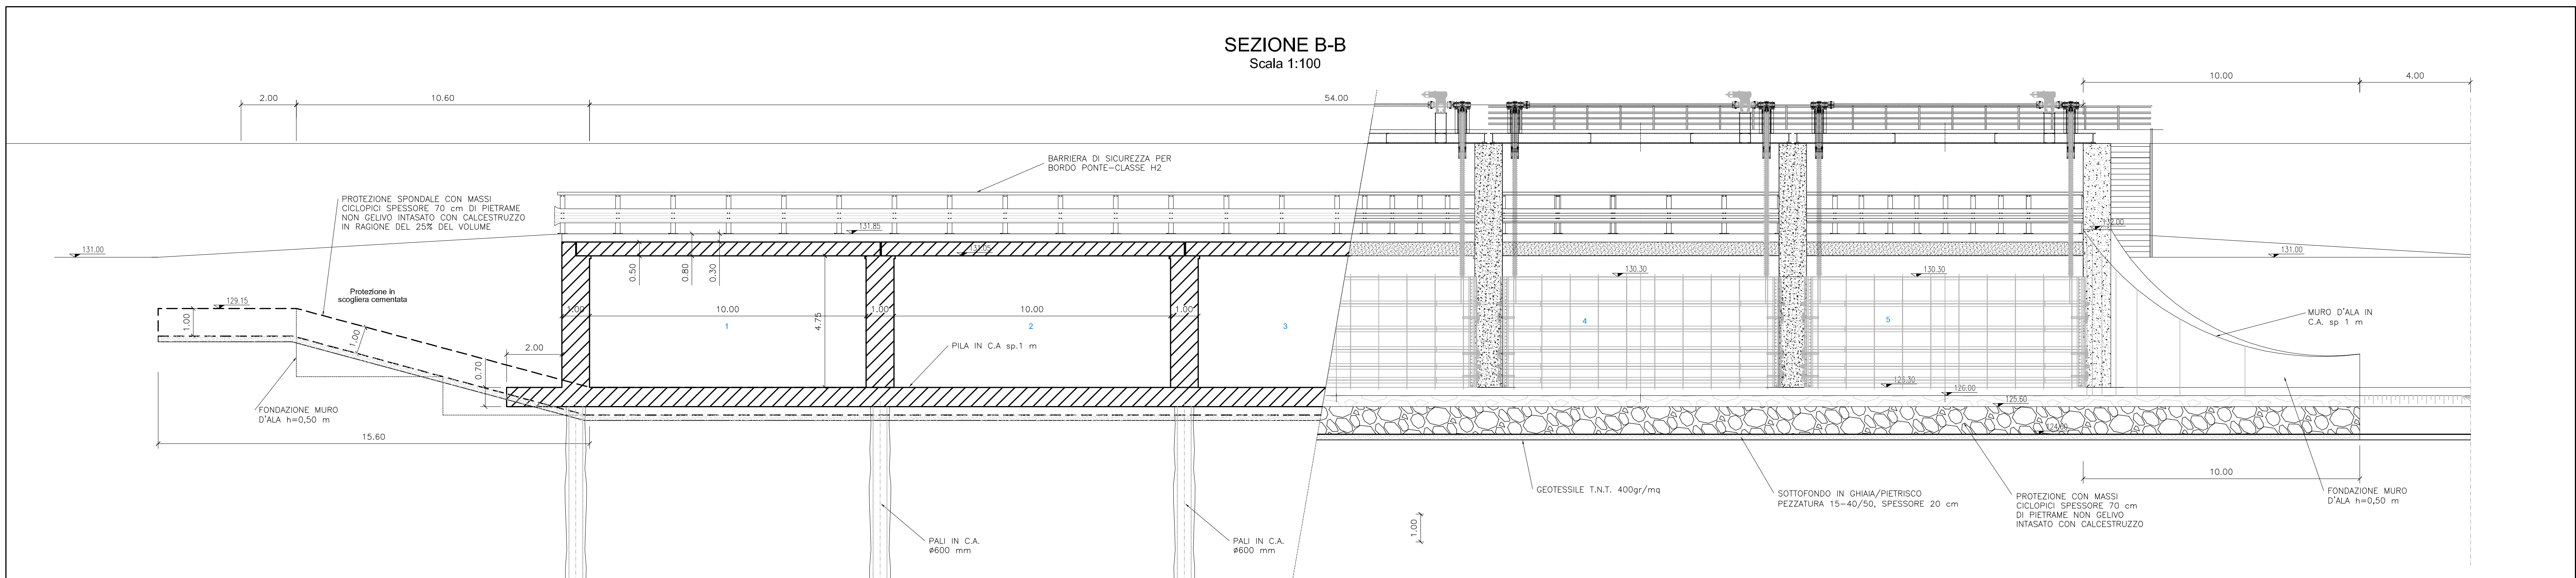 SEZIONE B-B
Scala 1:100
2.00
10.60
54.00
10.00
4.00
BARRIERA DI SICUREZZA PER
BORDO PONTE-CLASSE H2
PROTEZIONE SPONDALE CON MASSI
CICLOPICI SPESSORE 70 cm DI PIETRAME
NON GELIVO INTASATO CON CALCESTRUZZO
IN RAGIONE DEL 25% DEL VOLUME
131.00
131.85
131.05
131.00
0.50
0.80
0.30
130.30
130.30
Protezione in
scogliera cementata
129.15
1.00
1.00
1.00
10.00
1.00
10.00
1.00
4.75
1
2
3
4
5
MURO D'ALA IN
C.A. sp 1 m
2.00
0.70
PILA IN C.A sp.1 m
126.00
125.60
FONDAZIONE MURO
D'ALA h=0,50 m
15.60
10.00
GEOTESSILE T.N.T. 400gr/mq
SOTTOFONDO IN GHIAIA/PIETRISCO
PEZZATURA 15-40/50, SPESSORE 20 cm
PROTEZIONE CON MASSI
CICLOPICI SPESSORE 70 cm
DI PIETRAME NON GELIVO
INTASATO CON CALCESTRUZZO
FONDAZIONE MURO
D'ALA h=0,50 m
1.00
PALI IN C.A.
ø600 mm
PALI IN C.A.
ø600 mm